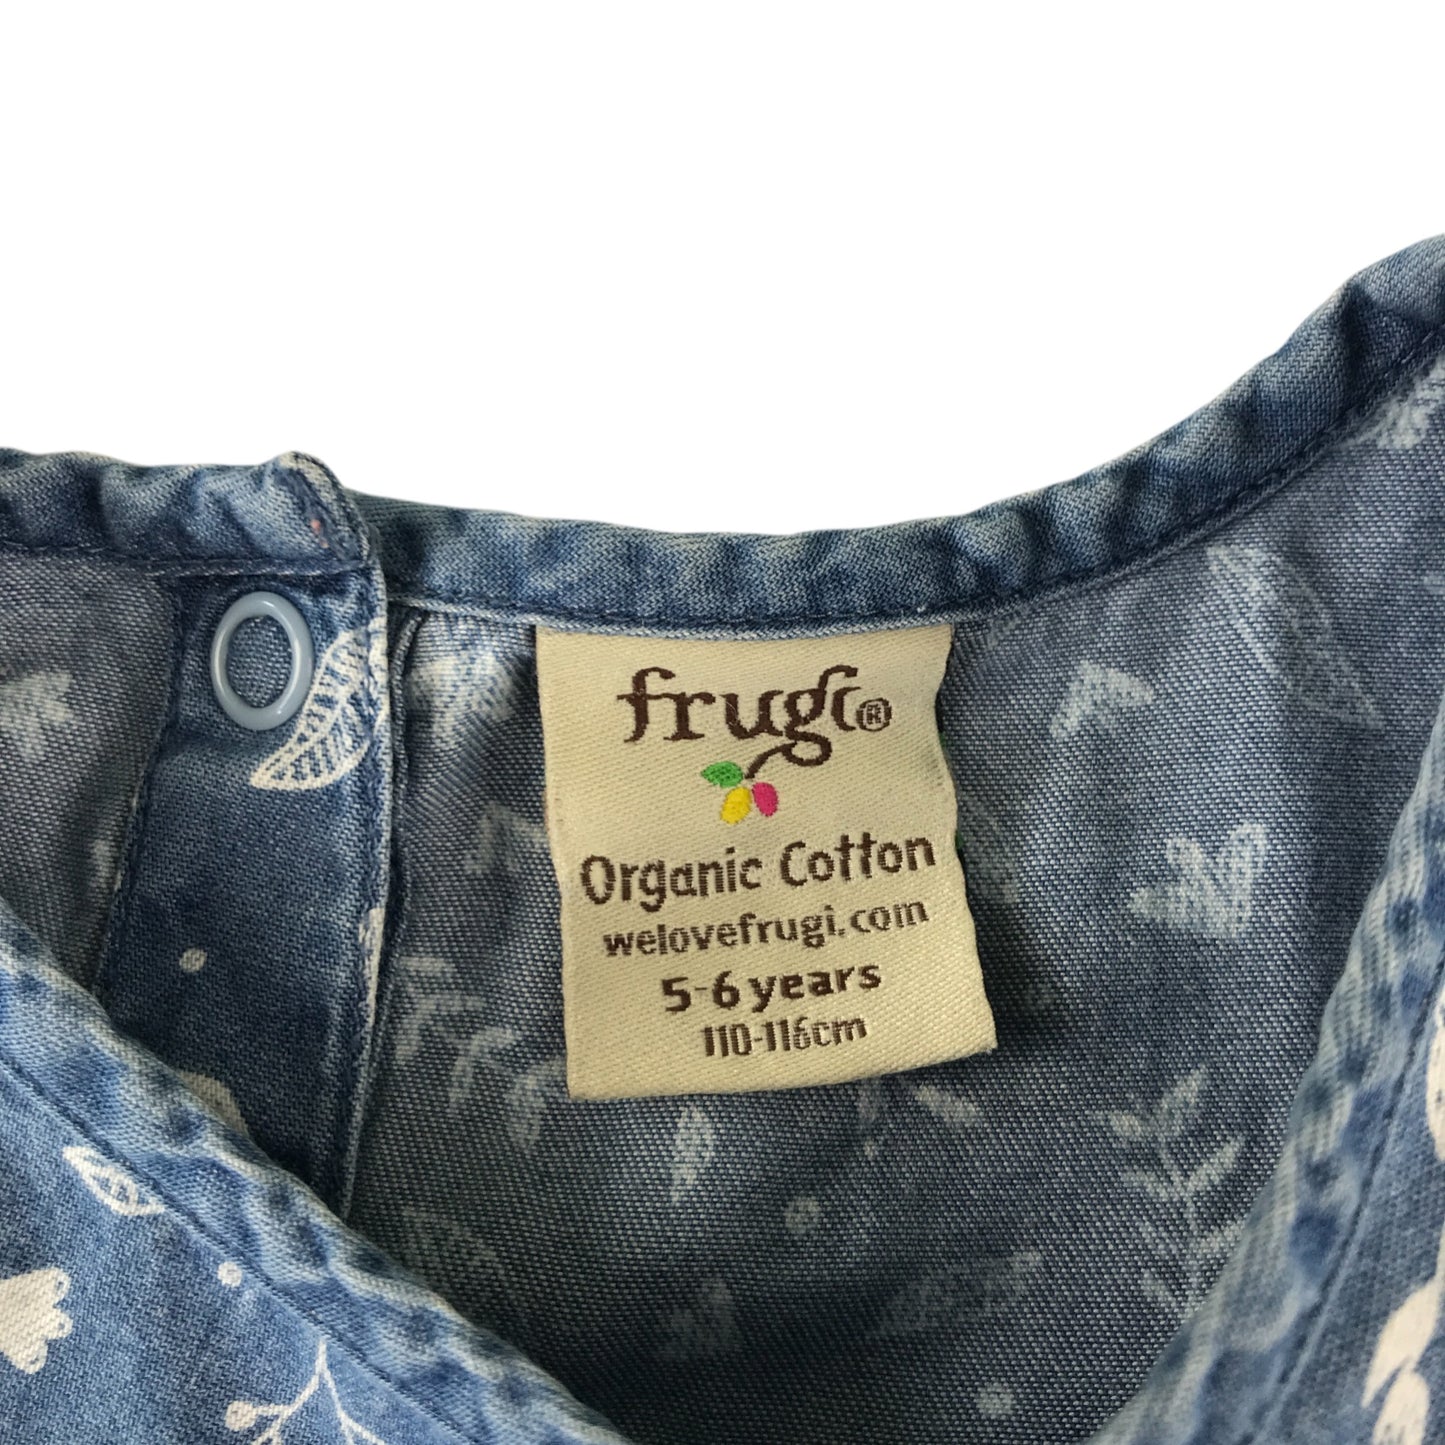 frugi®
Organic Cotton
welovefrugi.com
5-6 years
110-116cm